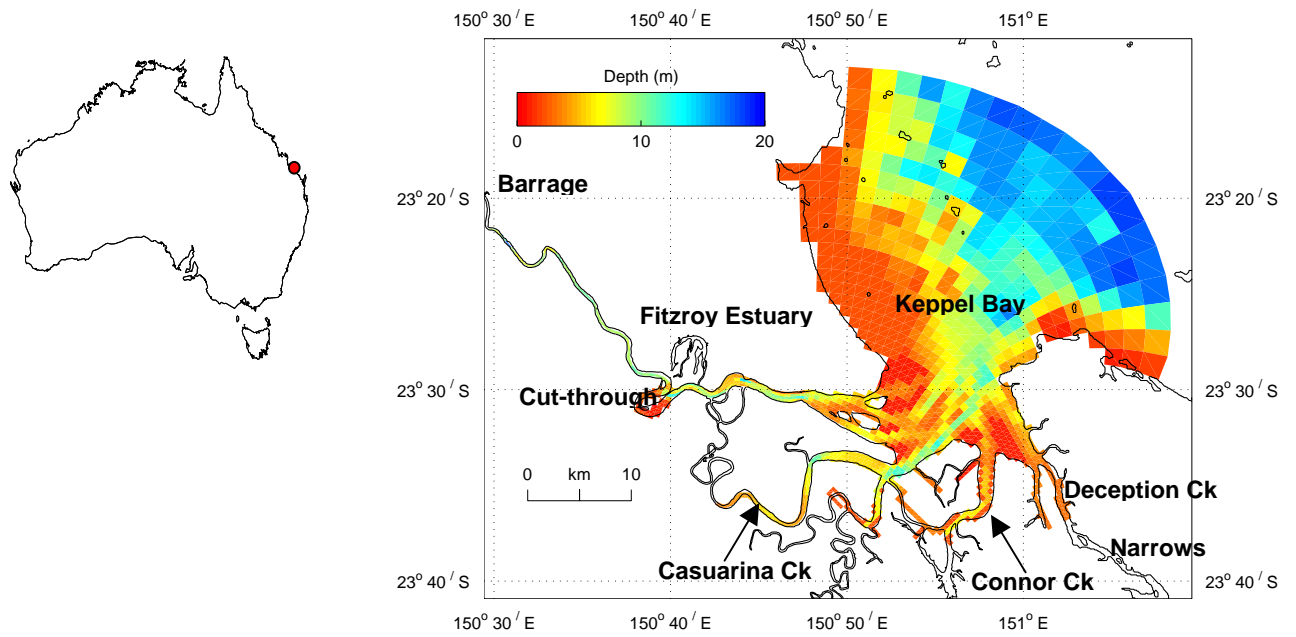 150° 30 ′ E 150° 40 ′ E 150° 50 ′ E 151° E
Depth (m)
0 10 20
Barrage
23° 20 ′ S 23° 20 ′ S
Keppel Bay
Fitzroy Estuary
23° 30 ′ S 23° 30 ′ S
Cut-through
0 km 10
Deception Ck
Narrows
Casuarina Ck
Connor Ck
23° 40 ′ S 23° 40 ′ S
150° 30 ′ E 150° 40 ′ E 150° 50 ′ E 151° E